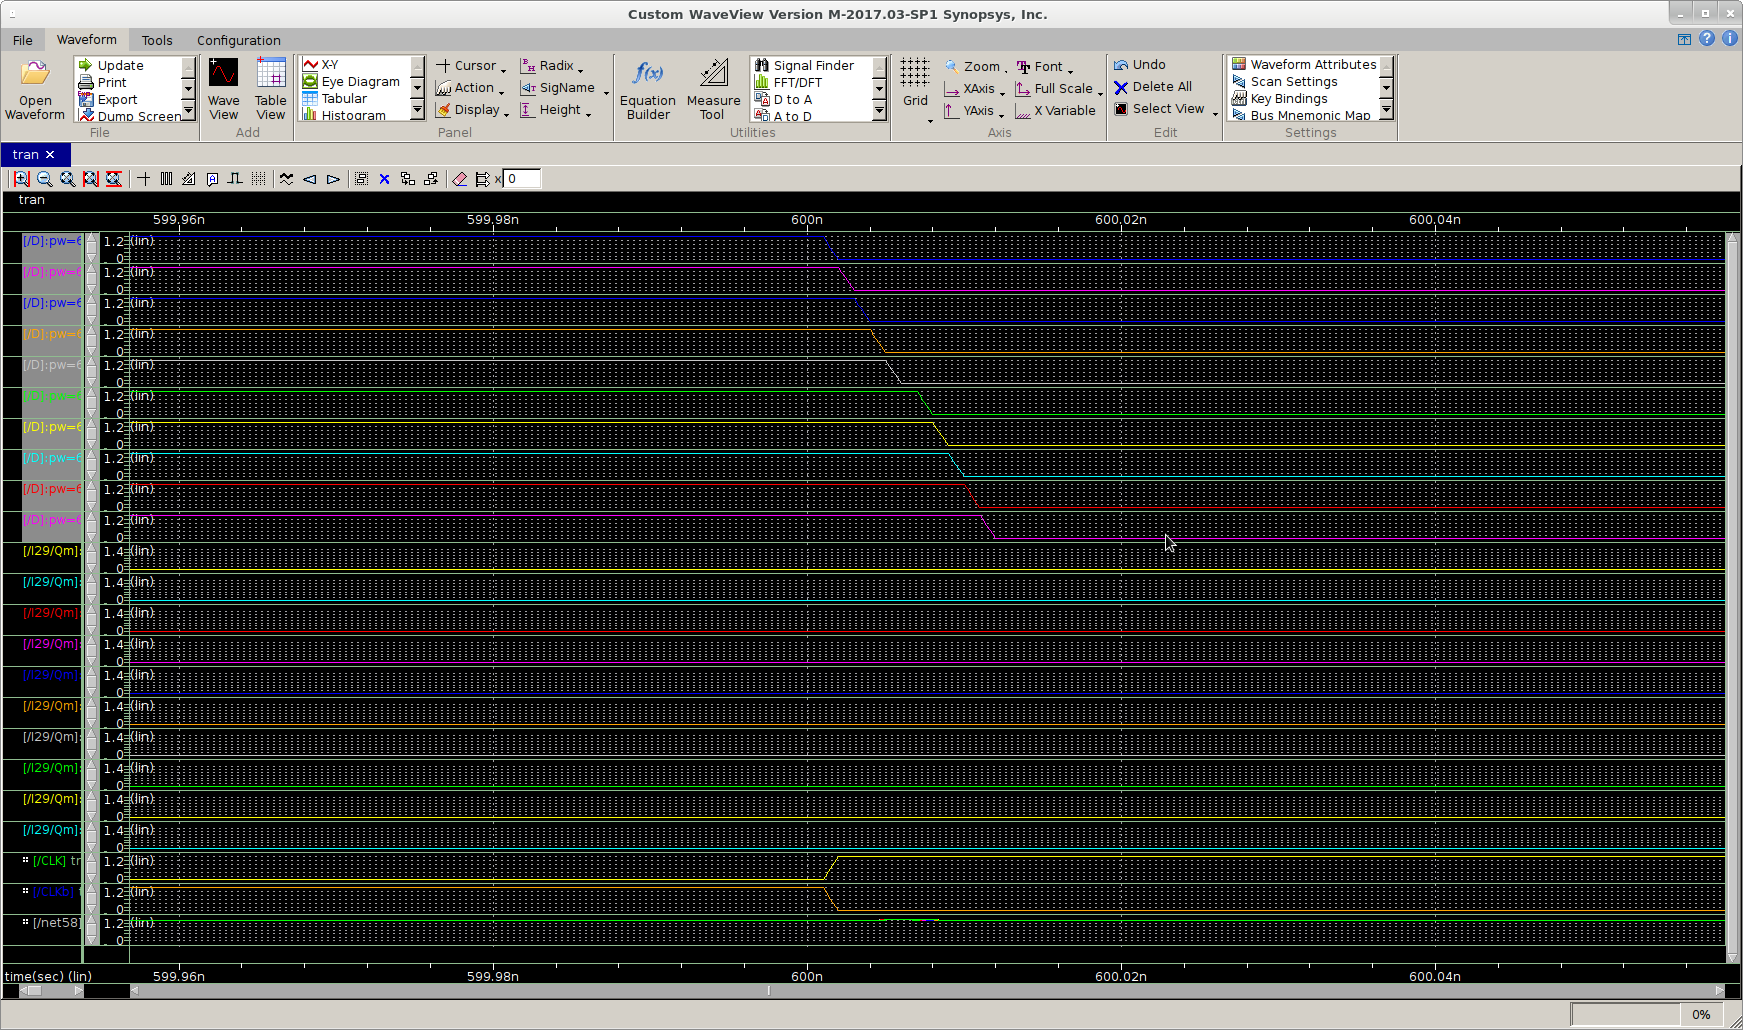 Custom WaveView Version M-2017.03-SP1 Synopsys, Inc.
File Waveform Tools Configuration
Open Waveform
Update
Print
Export
Dump Screen
File
Wave View
Table View
Add
X-Y
Eye Diagram
Tabular
Histogram
Cursor
Action
Display
Radix
SigName
Height
Panel
Equation Builder
Measure Tool
Signal Finder
FFT/DFT
D to A
A to D
Utilities
Grid
Zoom
XAxis
YAxis
Font
Full Scale
X Variable
Axis
Undo
Delete All
Select View
Edit
Waveform Attributes
Scan Settings
Key Bindings
Bus Mnemonic Map
Settings
tran
x 0
tran
599.96n 599.98n 600n 600.02n 600.04n
[/D]:pw=6 1.2 (lin)
0
[/D]:pw=6 1.2 (lin)
0
[/D]:pw=6 1.2 (lin)
0
[/D]:pw=6 1.2 (lin)
0
[/D]:pw=6 1.2 (lin)
0
1.2 (lin)
0
[/D]:pw=6 1.2 (lin)
0
[/D]:pw=6 1.2 (lin)
0
[/D]:pw=6 1.2 (lin)
0
[/D]:pw=6 1.2 (lin)
0
[/I29/Qm]: 1.4 (lin)
0
[/I29/Qm]: 1.4 (lin)
0
[/I29/Qm]: 1.4 (lin)
0
[/I29/Qm]: 1.4 (lin)
0
[/I29/Qm]: 1.4 (lin)
0
[/I29/Qm]: 1.4 (lin)
0
[/I29/Qm]: 1.4 (lin)
0
[/I29/Qm]: 1.4 (lin)
0
[/I29/Qm]: 1.4 (lin)
0
[/I29/Qm]: 1.4 (lin)
0
[/CLK] tr 1.2 (lin)
0
[/CLKb] t 1.2 (lin)
0
[/net58] 1.2 (lin)
0
time(sec) (lin) 599.96n 599.98n 600n 600.02n 600.04n
0%